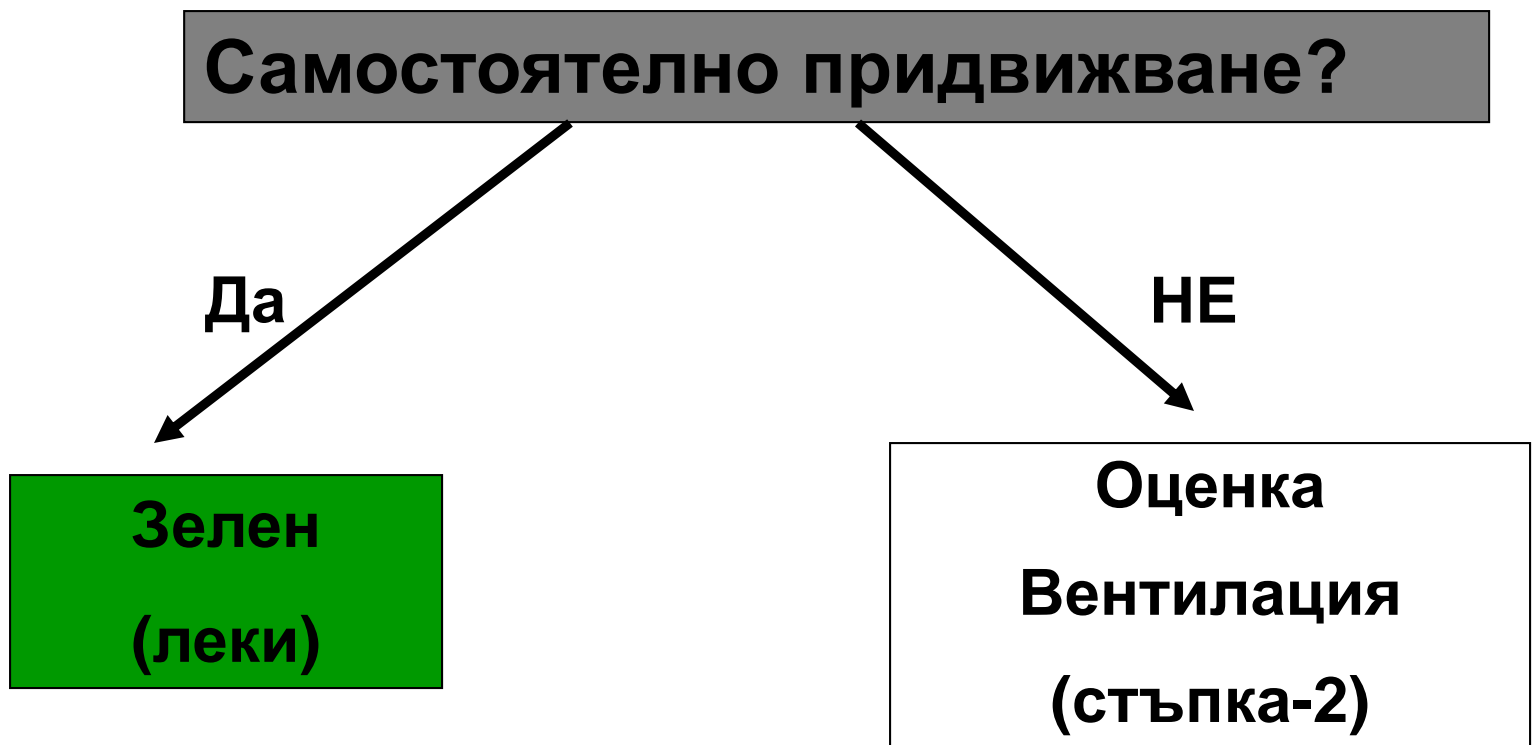 Самостоятелно придвижване?
Да
НЕ
Зелен
(леки)
Оценка
Вентилация
(стъпка-2)